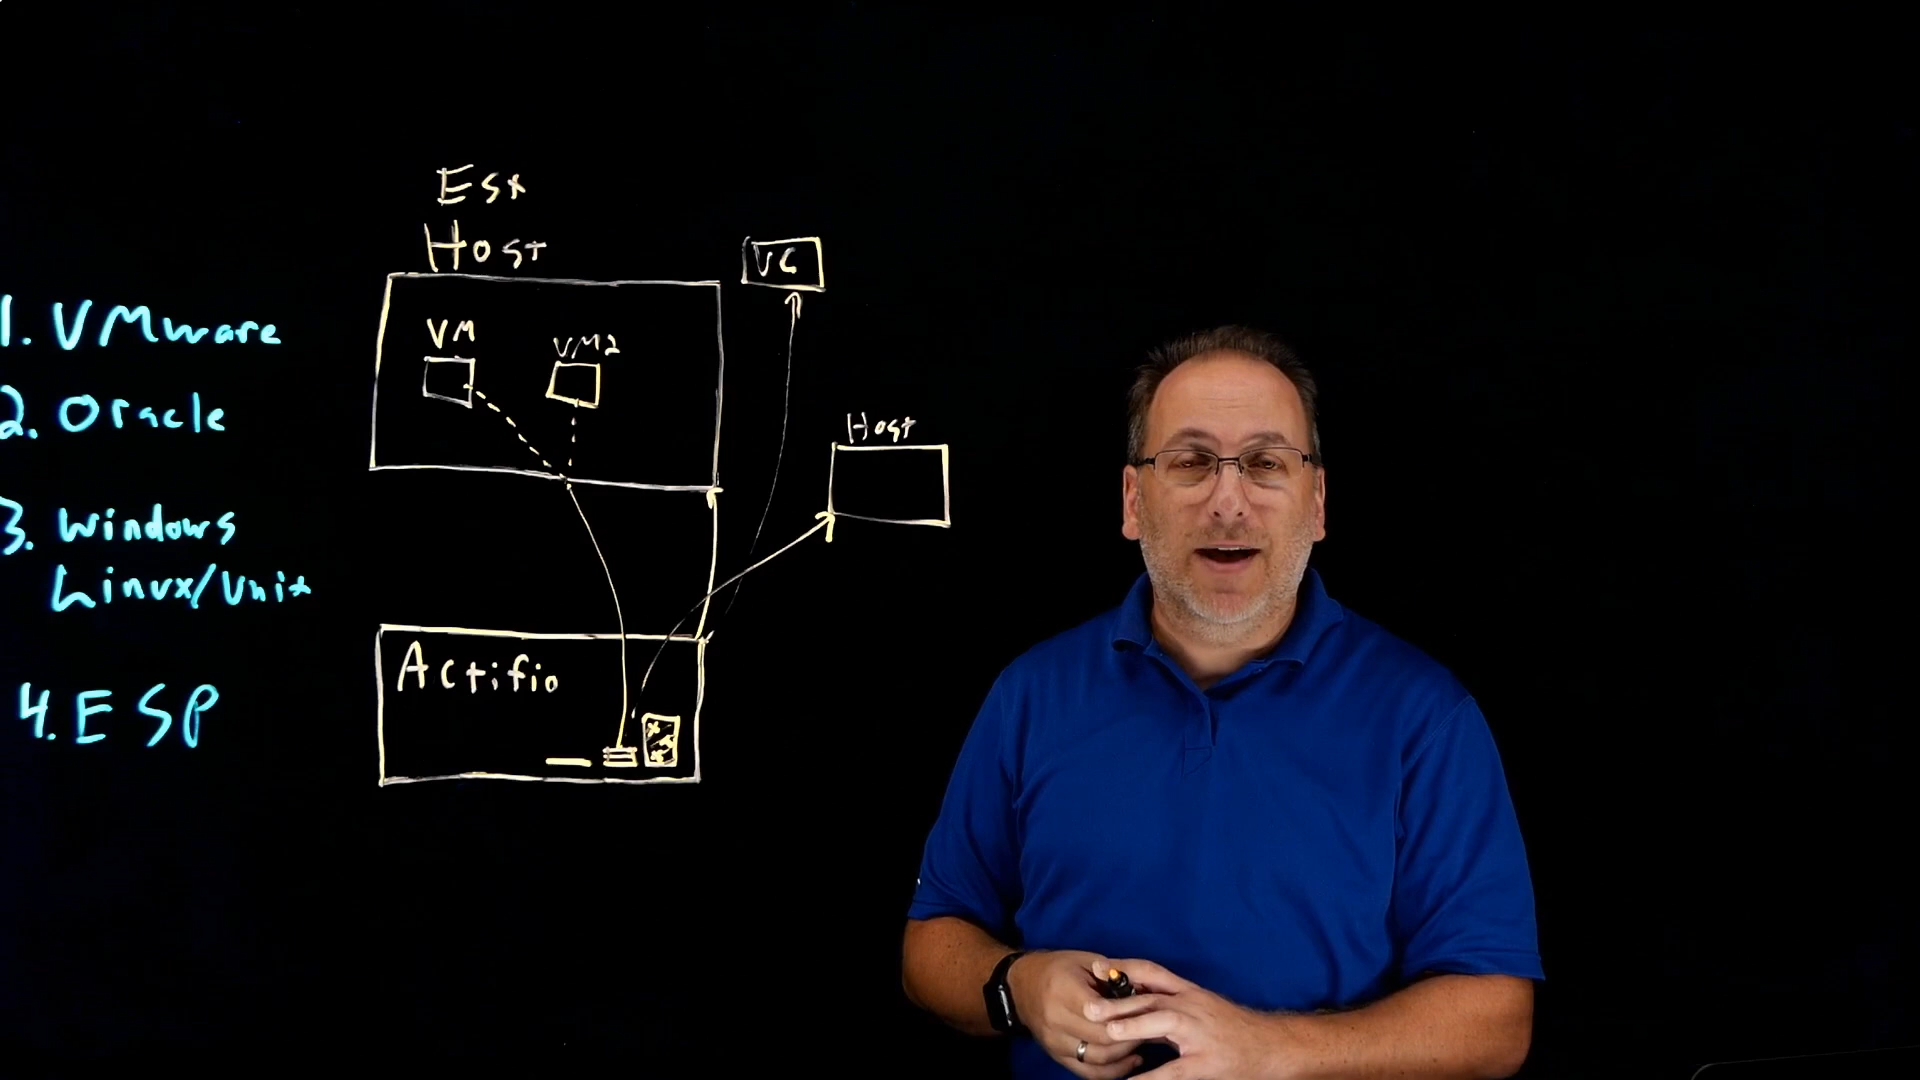 1. VMware
2. Oracle
3. Windows
Linux/Unix
4. ESP
Esx
Host
VM
VM2
VC
Host
Actifio